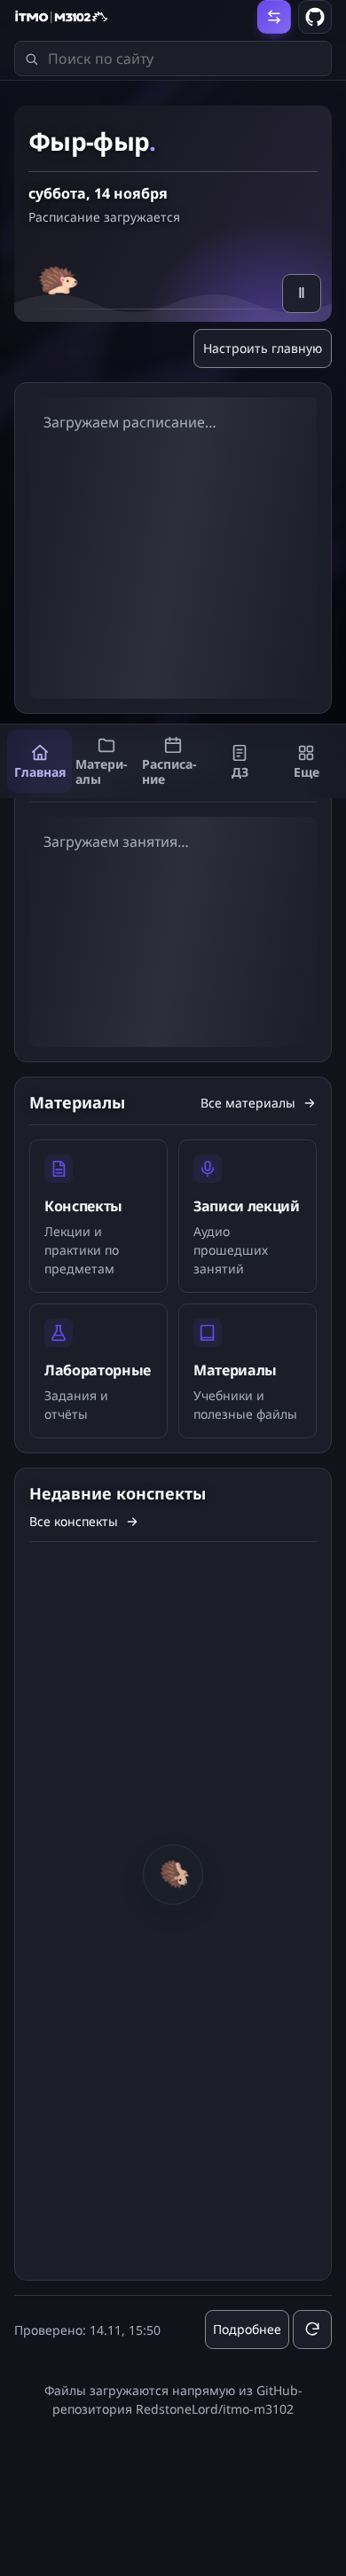 iTMO | M3102
Поиск по сайту
Фыр-фыр.
суббота, 14 ноября
Расписание загружается
Настроить главную
Загружаем расписание...
Главная
Матери-
алы
Расписа-
ние
ДЗ
Еще
Загружаем занятия...
Материалы
Все материалы →
Конспекты
Лекции и
практики по
предметам
Записи лекций
Аудио
прошедших
занятий
Лабораторные
Задания и
отчёты
Материалы
Учебники и
полезные файлы
Недавние конспекты
Все конспекты →
Проверено: 14.11, 15:50
Подробнее
Файлы загружаются напрямую из GitHub-
репозитория RedstoneLord/itmo-m3102